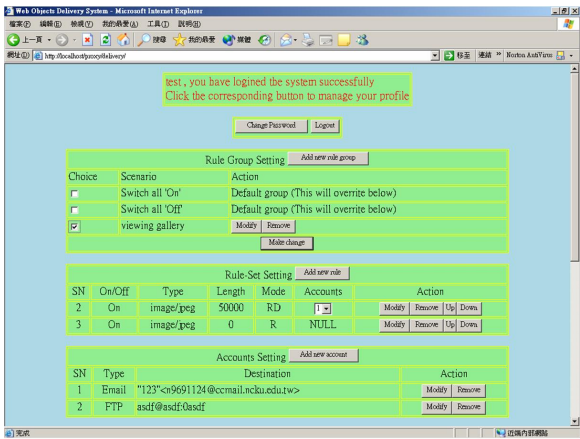 Web Objects Delivery System - Microsoft Internet Explorer
檔案(F) 編輯(E) 檢視(V) 我的最愛(A) 工具(T) 說明(H)
上一頁 搜尋 我的最愛 媒體
網址(D) http://localhost/proxy/delivery/ 移至 連結 » Norton AntiVirus
test , you have logined the system successfully
Click the corresponding button to manage your profile
Change Password Logout
Rule Group Setting Add new rule group
Choice Scenario Action
Switch all 'On' Default group (This will overrite below)
Switch all 'Off' Default group (This will overrite below)
viewing gallery Modify Remove
Make change
Rule-Set Setting Add new rule
SN On/Off Type Length Mode Accounts Action
2 On image/jpeg 50000 RD 1 Modify Remove Up Down
3 On image/jpeg 0 R NULL Modify Remove Up Down
Accounts Setting Add new account
SN Type Destination Action
1 Email "123"<n9691124@ccmail.ncku.edu.tw> Modify Remove
2 FTP asdf@asdf:0asdf Modify Remove
完成 近端內部網路